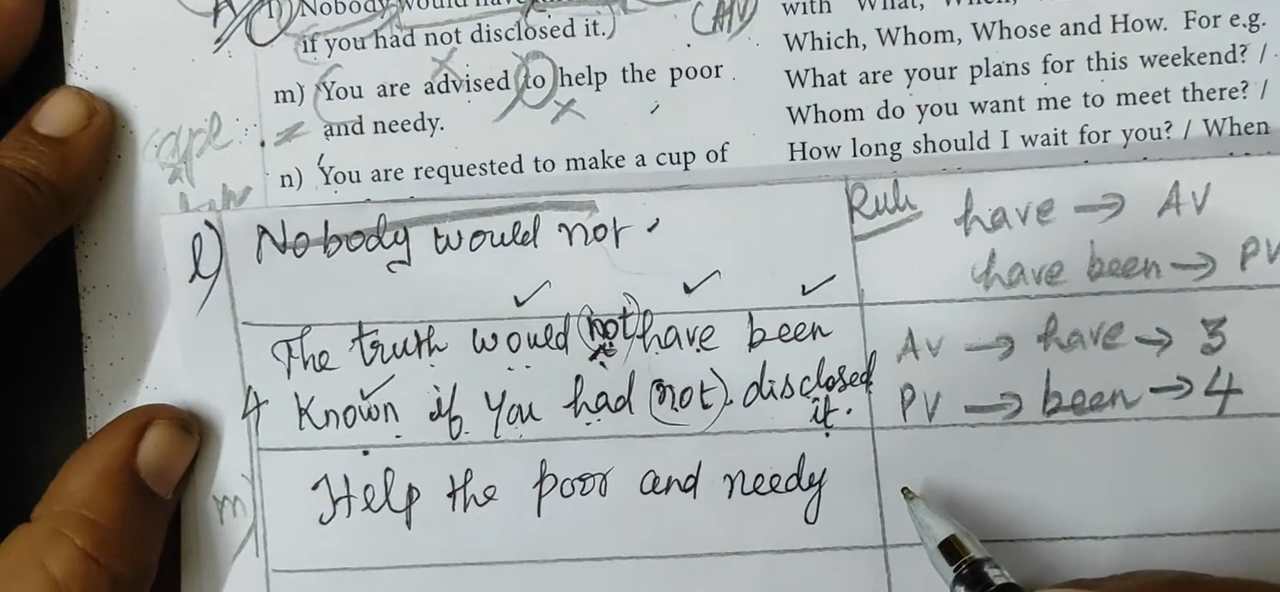 l) Nobody would have
if you had not disclosed it.)
m) You are advised to help the poor
and needy.
n) You are requested to make a cup of
with What, When,
Which, Whom, Whose and How. For e.g.
What are your plans for this weekend? /
Whom do you want me to meet there? /
How long should I wait for you? / When
l) Nobody would not
The truth would (not) have been
4 Known if you had (not). disclosed
it.
m) Help the poor and needy
Rule have → AV
have been → PV
AV → have → 3
PV → been → 4